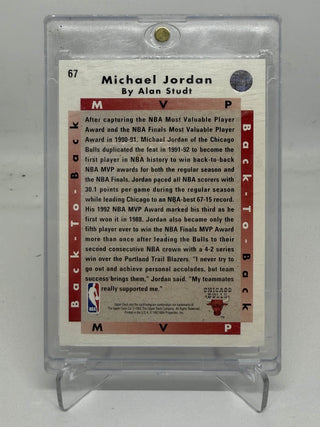 67
Michael Jordan
By Alan Studt
M V P
Back-To-Back
Back-To-Back
After capturing the NBA Most Valuable Player
Award and the NBA Finals Most Valuable Player
Award in 1990-91, Michael Jordan of the Chicago
Bulls duplicated the feat in 1991-92 to become the
first player in NBA history to win back-to-back
NBA MVP awards for both the regular season and
the NBA Finals. Jordan paced all NBA scorers with
30.1 points per game during the regular season
while leading Chicago to an NBA-best 67-15 record.
His 1992 NBA MVP Award marked his third as he
first won it in 1988. Jordan also became only the
fifth player ever to win the NBA Finals MVP Award
more than once after leading the Bulls to their
second consecutive NBA crown with a 4-2 series
win over the Portland Trail Blazers. "I never try to
go out and achieve personal accolades, but team
success brings them," Jordan said. "My teammates
really supported me."
NBA
CHICAGO
BULLS
M V P